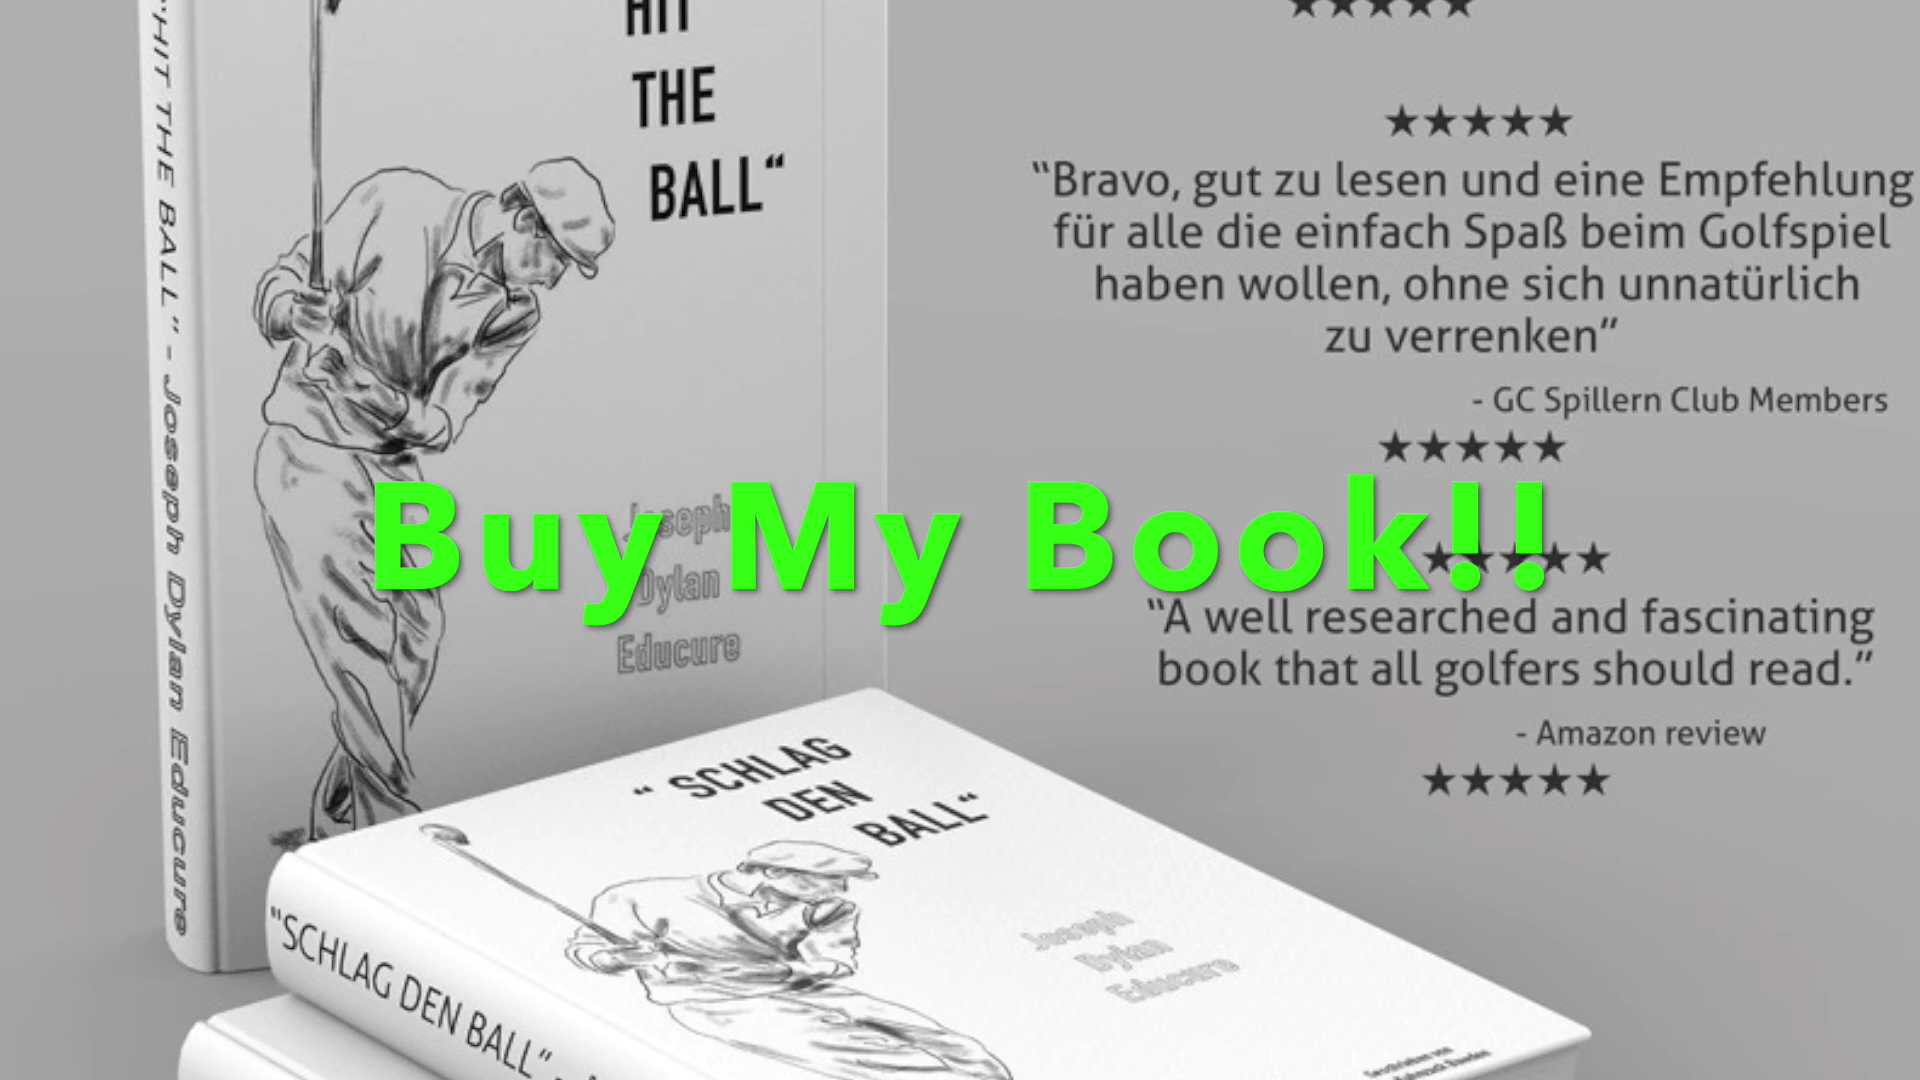 "HIT THE BALL" - Joseph Dylan Educure
HIT
THE
BALL“
Joseph
Dylan
Educure
★★★★★
★★★★★
“Bravo, gut zu lesen und eine Empfehlung
für alle die einfach Spaß beim Golfspiel
haben wollen, ohne sich unnatürlich
zu verrenken”
- GC Spillern Club Members
★★★★★
Buy My Book!!
★★★★★
“A well researched and fascinating
book that all golfers should read.”
- Amazon review
★★★★★
“ SCHLAG
DEN
BALL“
Joseph
Dylan
Educure
"SCHLAG DEN BALL“ -
Geschrieben von